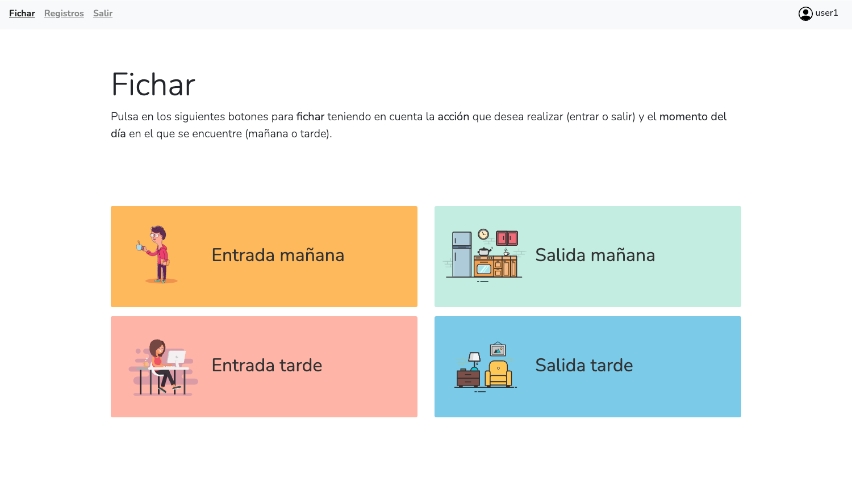 Fichar Registros Salir user1
Fichar
Pulsa en los siguientes botones para fichar teniendo en cuenta la acción que desea realizar (entrar o salir) y el momento del
día en el que se encuentre (mañana o tarde).
Entrada mañana
Salida mañana
Entrada tarde
Salida tarde